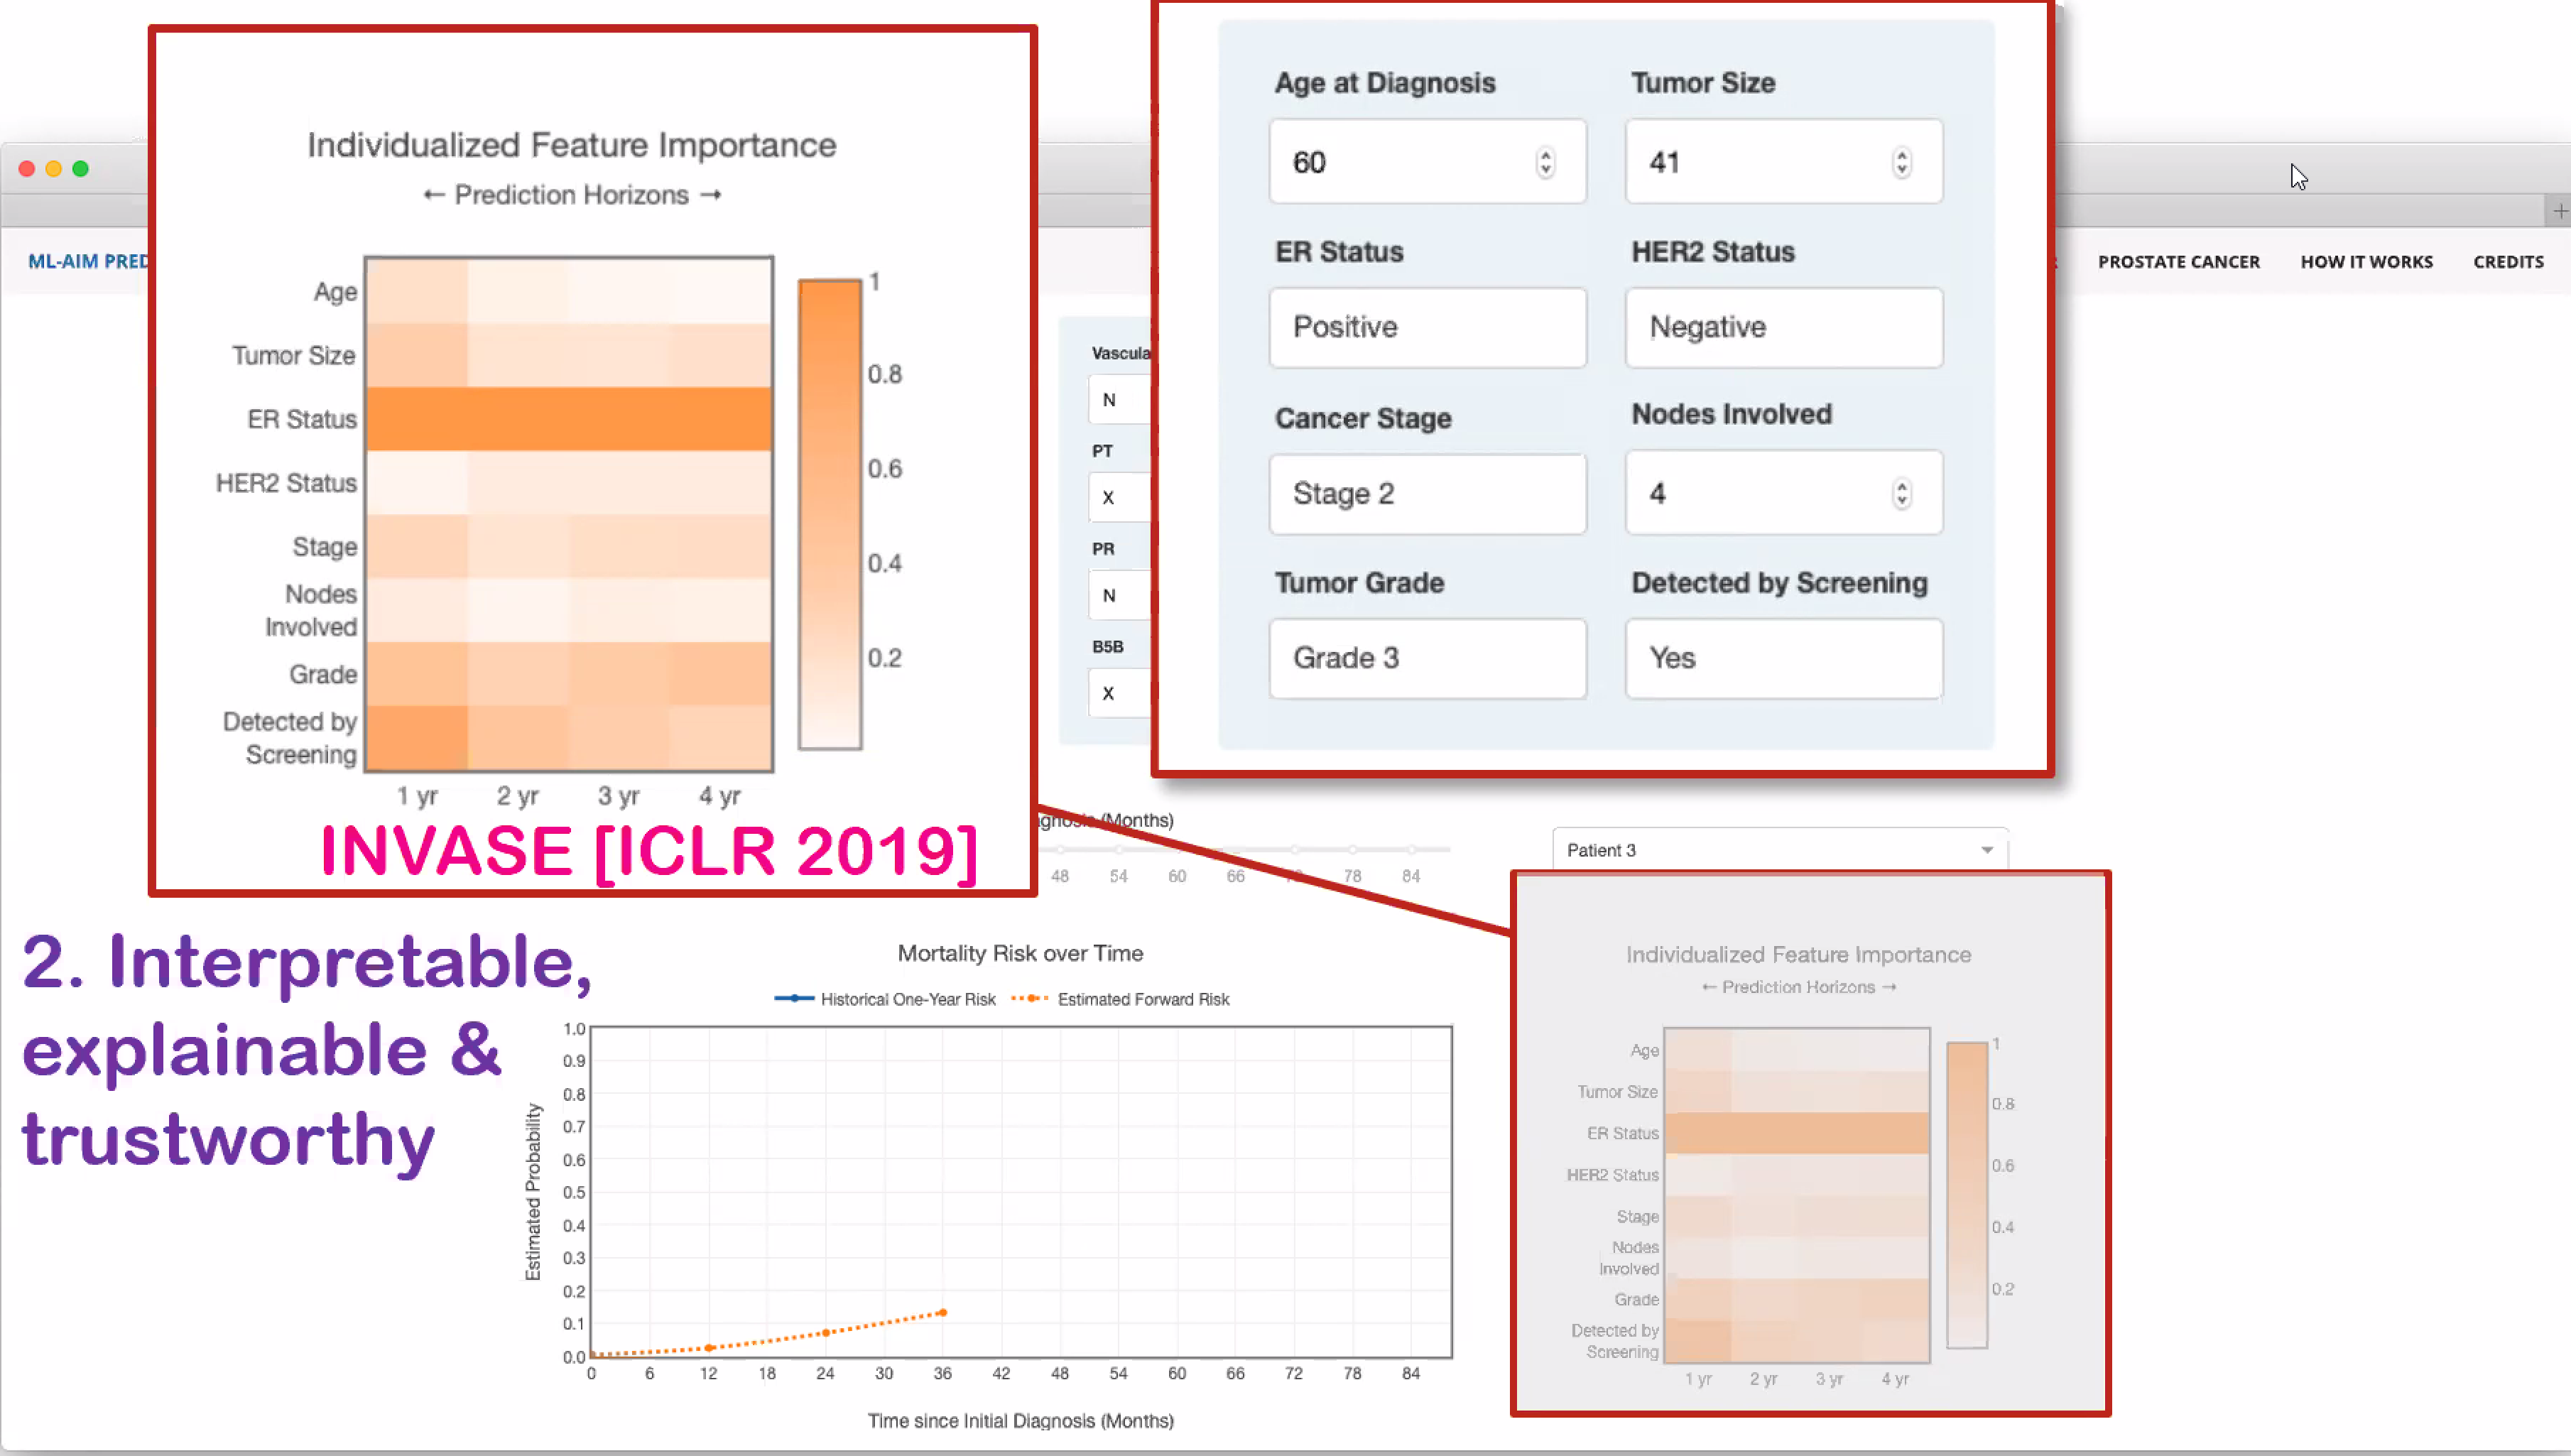 Individualized Feature Importance
← Prediction Horizons →
Age
Tumor Size
ER Status
HER2 Status
Stage
Nodes
Involved
Grade
Detected by
Screening
1
0.8
0.6
0.4
0.2
1 yr 2 yr 3 yr 4 yr
INVASE [ICLR 2019]
Age at Diagnosis Tumor Size
60 41
ER Status HER2 Status
Positive Negative
Cancer Stage Nodes Involved
Stage 2 4
Tumor Grade Detected by Screening
Grade 3 Yes
ML-AIM PRED
PROSTATE CANCER HOW IT WORKS CREDITS
Vascula
N
PT
X
PR
N
B5B
X
gnosis (Months)
48 54 60 66 78 84
Patient 3
2. Interpretable,
explainable &
trustworthy
Mortality Risk over Time
Historical One-Year Risk Estimated Forward Risk
Estimated Probability
1.0
0.9
0.8
0.7
0.6
0.5
0.4
0.3
0.2
0.1
0.0
0 6 12 18 24 30 36 42 48 54 60 66 72 78 84
Time since Initial Diagnosis (Months)
Individualized Feature Importance
← Prediction Horizons →
Age
Tumor Size
ER Status
HER2 Status
Stage
Nodes
Involved
Grade
Detected by
Screening
1
0.8
0.6
0.4
0.2
1 yr 2 yr 3 yr 4 yr